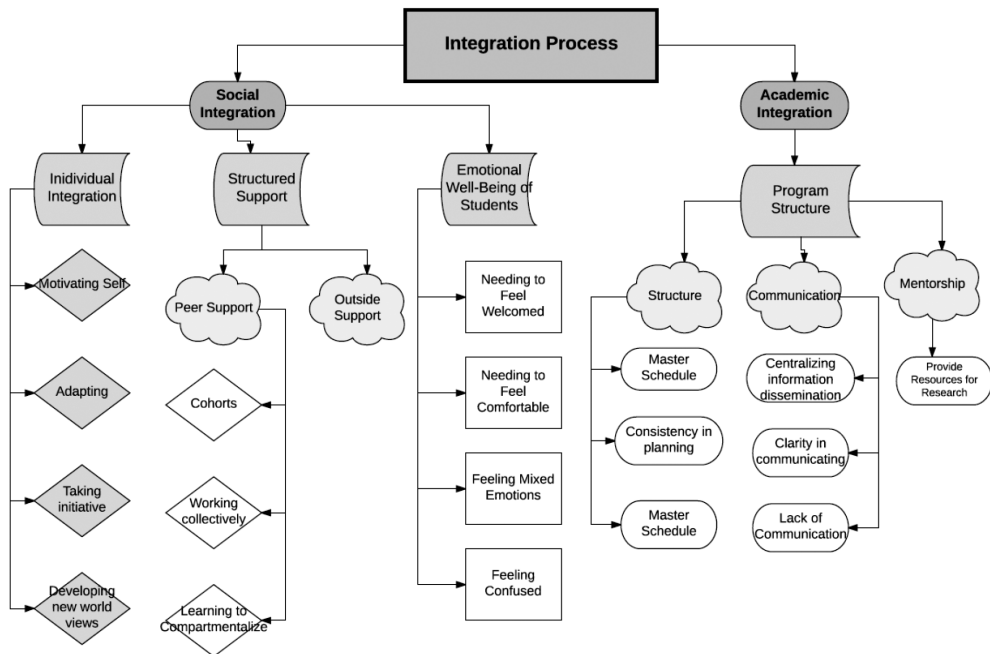 Integration Process
Social
Integration
Academic
Integration
Inidividual
Integration
Structured
Support
Emotional
Well-Being of
Students
Program
Structure
Motivating Self
Adapting
Taking
initiative
Developing
new world
views
Peer Support
Outside
Support
Cohorts
Working
collectively
Learning to
Compartmentalize
Needing to
Feel
Welcomed
Needing to
Feel
Comfortable
Feeling Mixed
Emotions
Feeling
Confused
Structure
Communication
Mentorship
Master
Schedule
Consistency in
planning
Master
Schedule
Centralizing
information
dissemination
Clarity in
communicating
Lack of
Communication
Provide
Resources for
Research